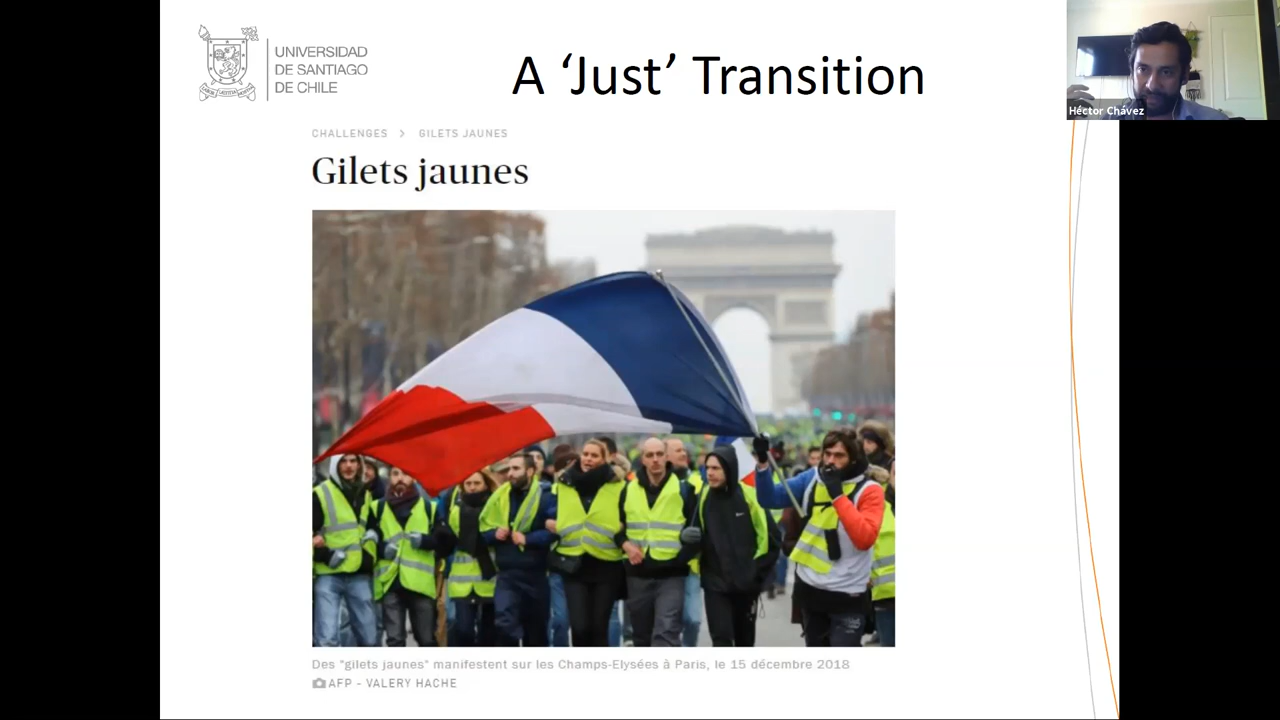 UNIVERSIDAD
DE SANTIAGO
DE CHILE
A ‘Just’ Transition
Héctor Chávez
CHALLENGES > GILETS JAUNES
Gilets jaunes
Des "gilets jaunes" manifestent sur les Champs-Elysées à Paris, le 15 décembre 2018
AFP - VALERY HACHE